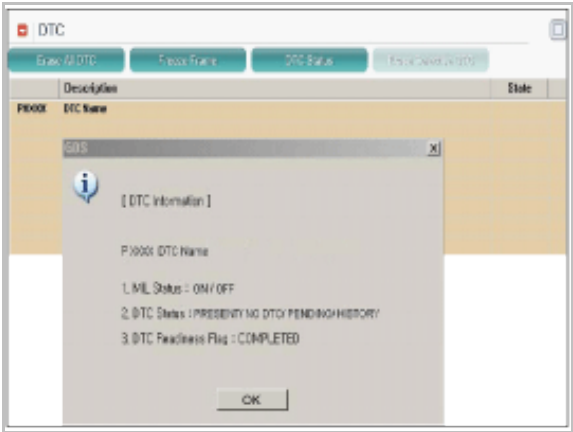 DTC
Erase All DTC Freeze Frame DTC Status
Description State
PXXXX DTC Name
GDS
[ DTC Information ]
PXXXX DTC Name
1. MIL Status : ON / OFF
2. DTC Status : PRESENT/ NO DTC/ PENDING/HISTORY
3. DTC Readiness Flag : COMPLETED
OK